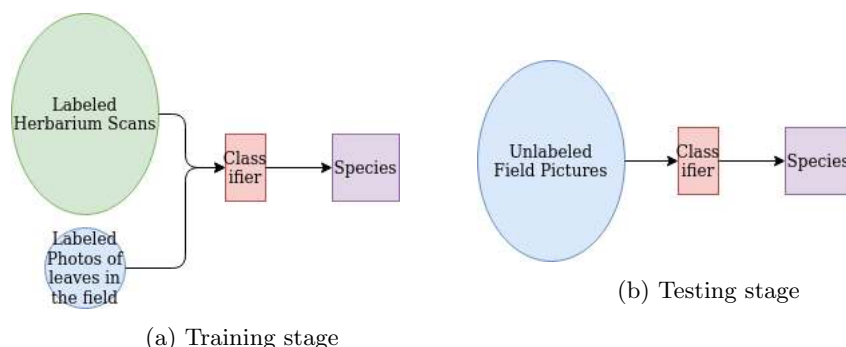 Labeled
Herbarium Scans
Class
ifier
Species
Labeled
Photos of
leaves in
the field
(a) Training stage
Unlabeled
Field Pictures
Class
ifier
Species
(b) Testing stage